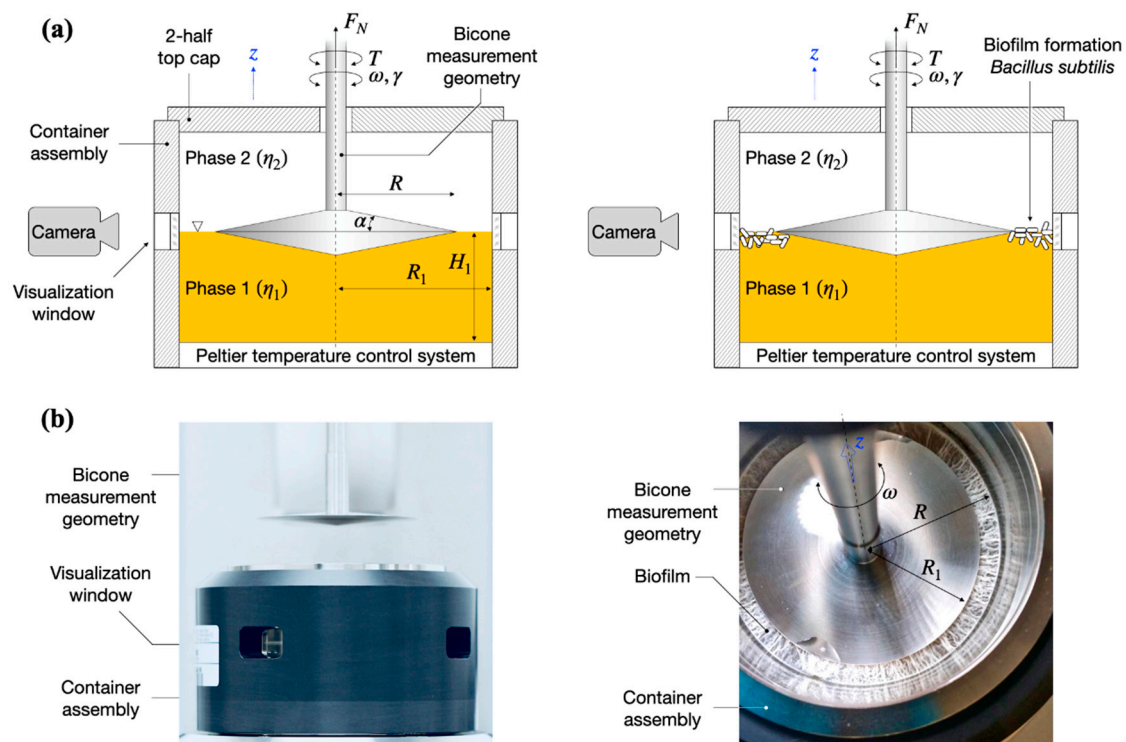 (a)
2-half
top cap
z
F_N
T
ω, γ
Bicone
measurement
geometry
Container
assembly
Phase 2 (η₂)
R
α
Camera
H₁
R₁
Visualization
window
Phase 1 (η₁)
Peltier temperature control system
z
F_N
T
ω, γ
Biofilm formation
Bacillus subtilis
Phase 2 (η₂)
Camera
Phase 1 (η₁)
Peltier temperature control system
(b)
Bicone
measurement
geometry
Visualization
window
Container
assembly
z
ω
R
R₁
Bicone
measurement
geometry
Biofilm
Container
assembly